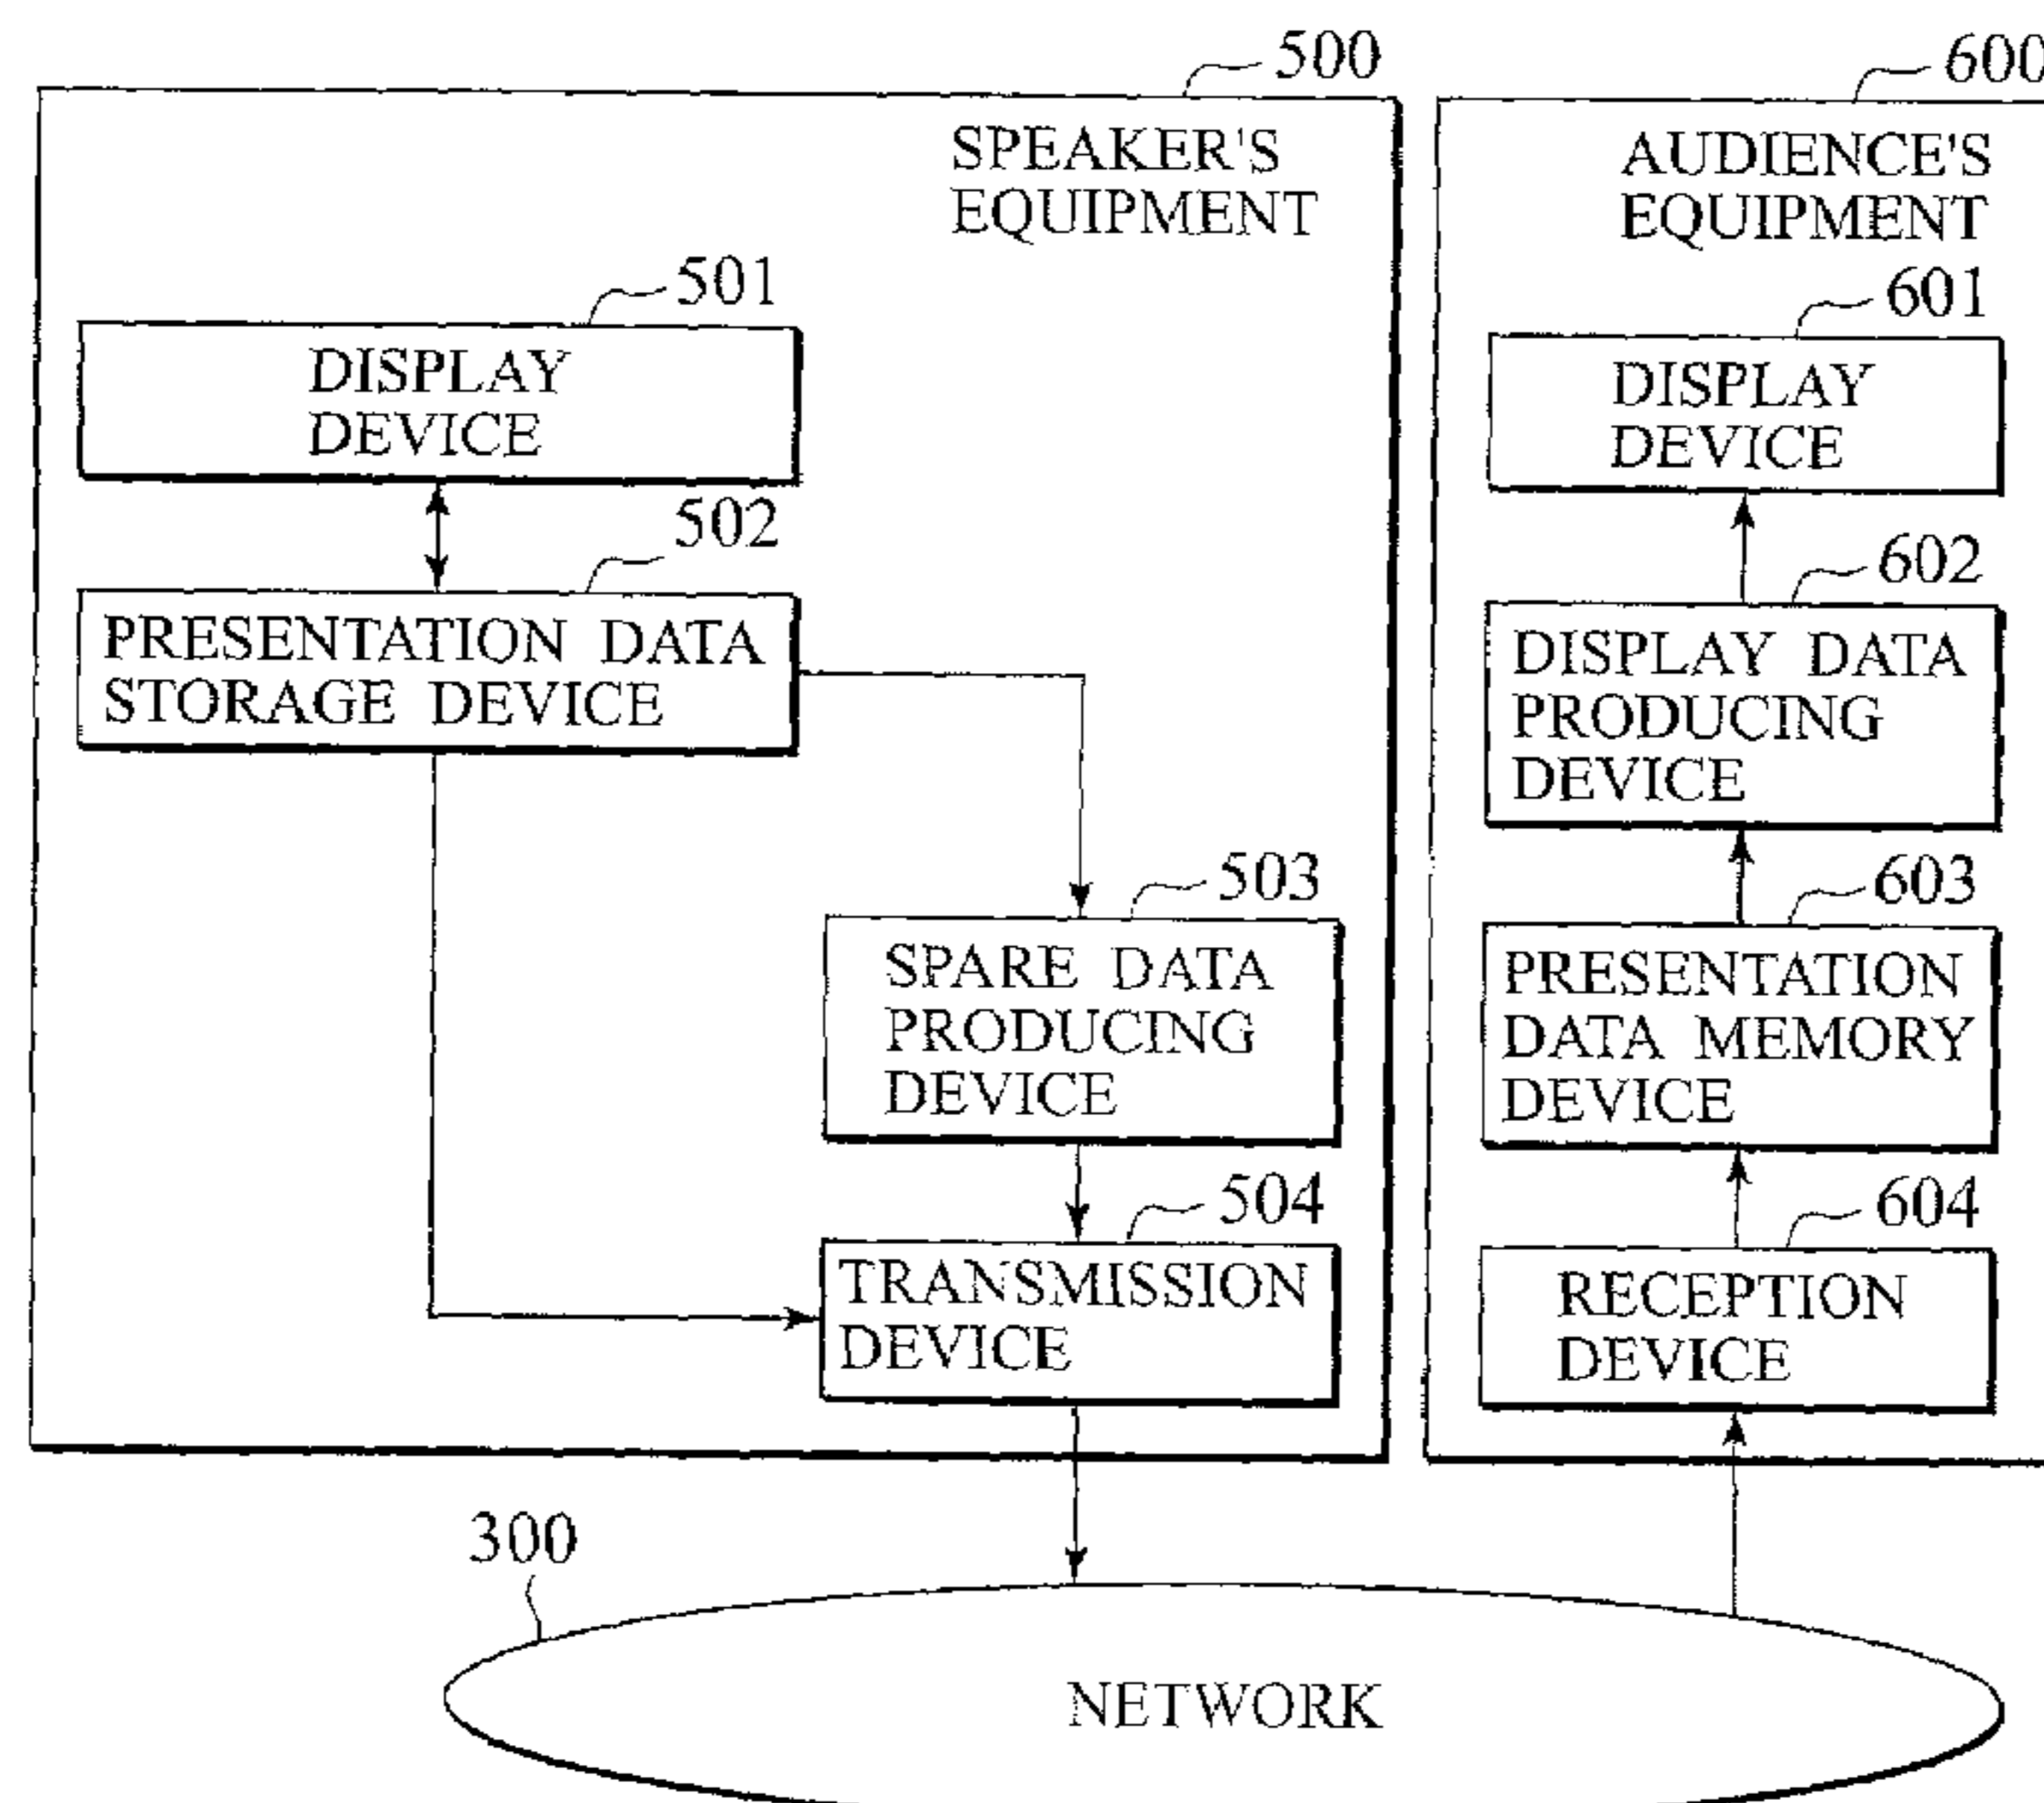 500
SPEAKER'S
EQUIPMENT
501
DISPLAY
DEVICE
502
PRESENTATION DATA
STORAGE DEVICE
503
SPARE DATA
PRODUCING
DEVICE
504
TRANSMISSION
DEVICE
600
AUDIENCE'S
EQUIPMENT
601
DISPLAY
DEVICE
602
DISPLAY DATA
PRODUCING
DEVICE
603
PRESENTATION
DATA MEMORY
DEVICE
604
RECEPTION
DEVICE
300
NETWORK